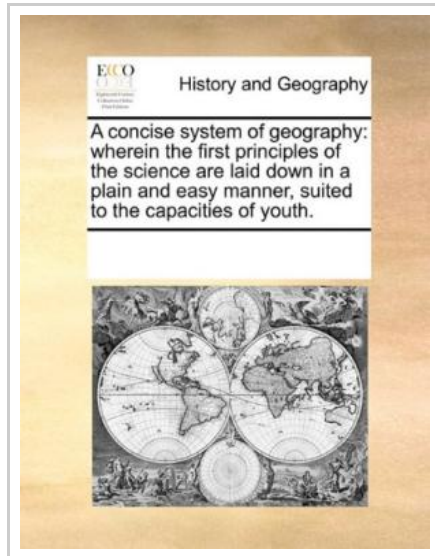 ECCO
History and Geography
A concise system of geography:
wherein the first principles of
the science are laid down in a
plain and easy manner, suited
to the capacities of youth.